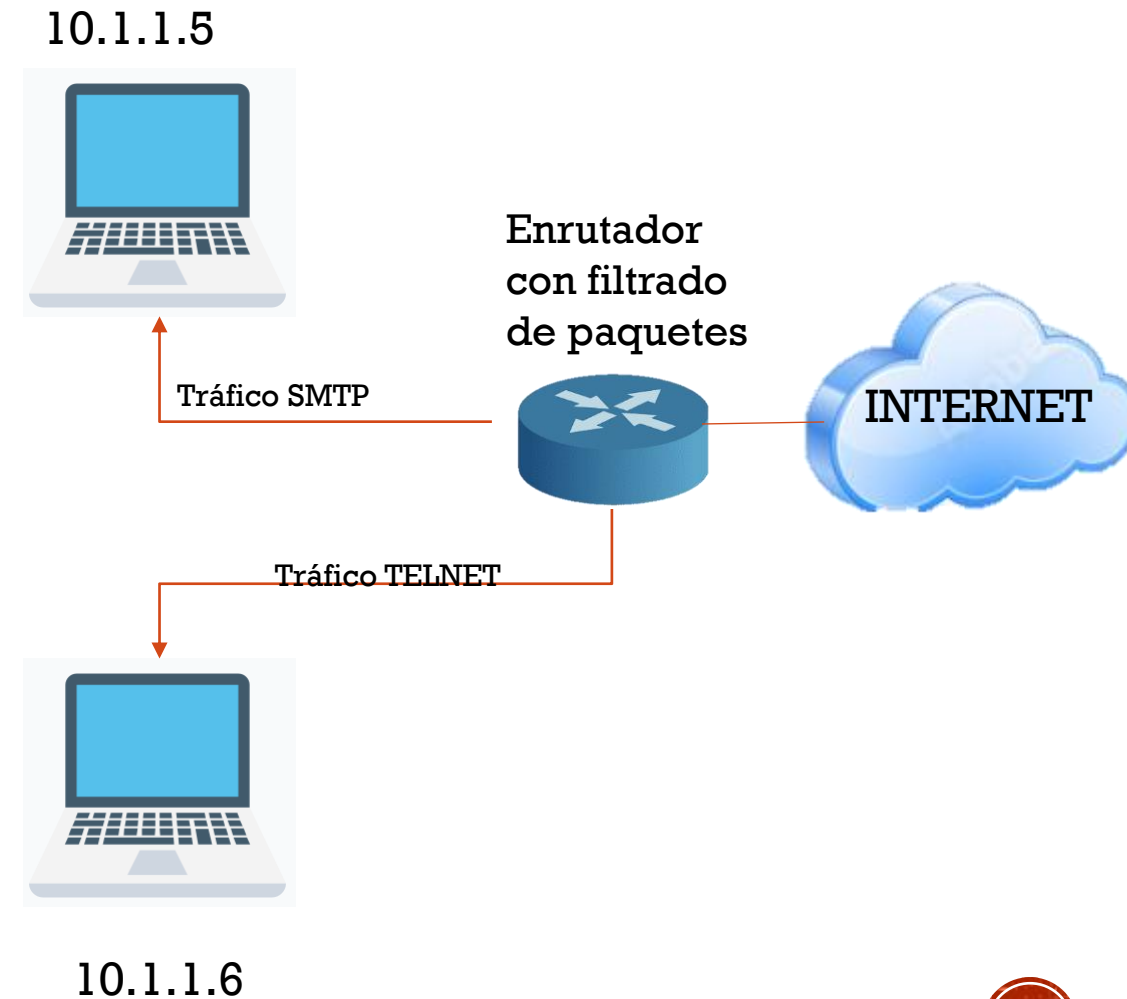 10.1.1.5
Enrutador
con filtrado
de paquetes
Tráfico SMTP
INTERNET
Tráfico TELNET
10.1.1.6